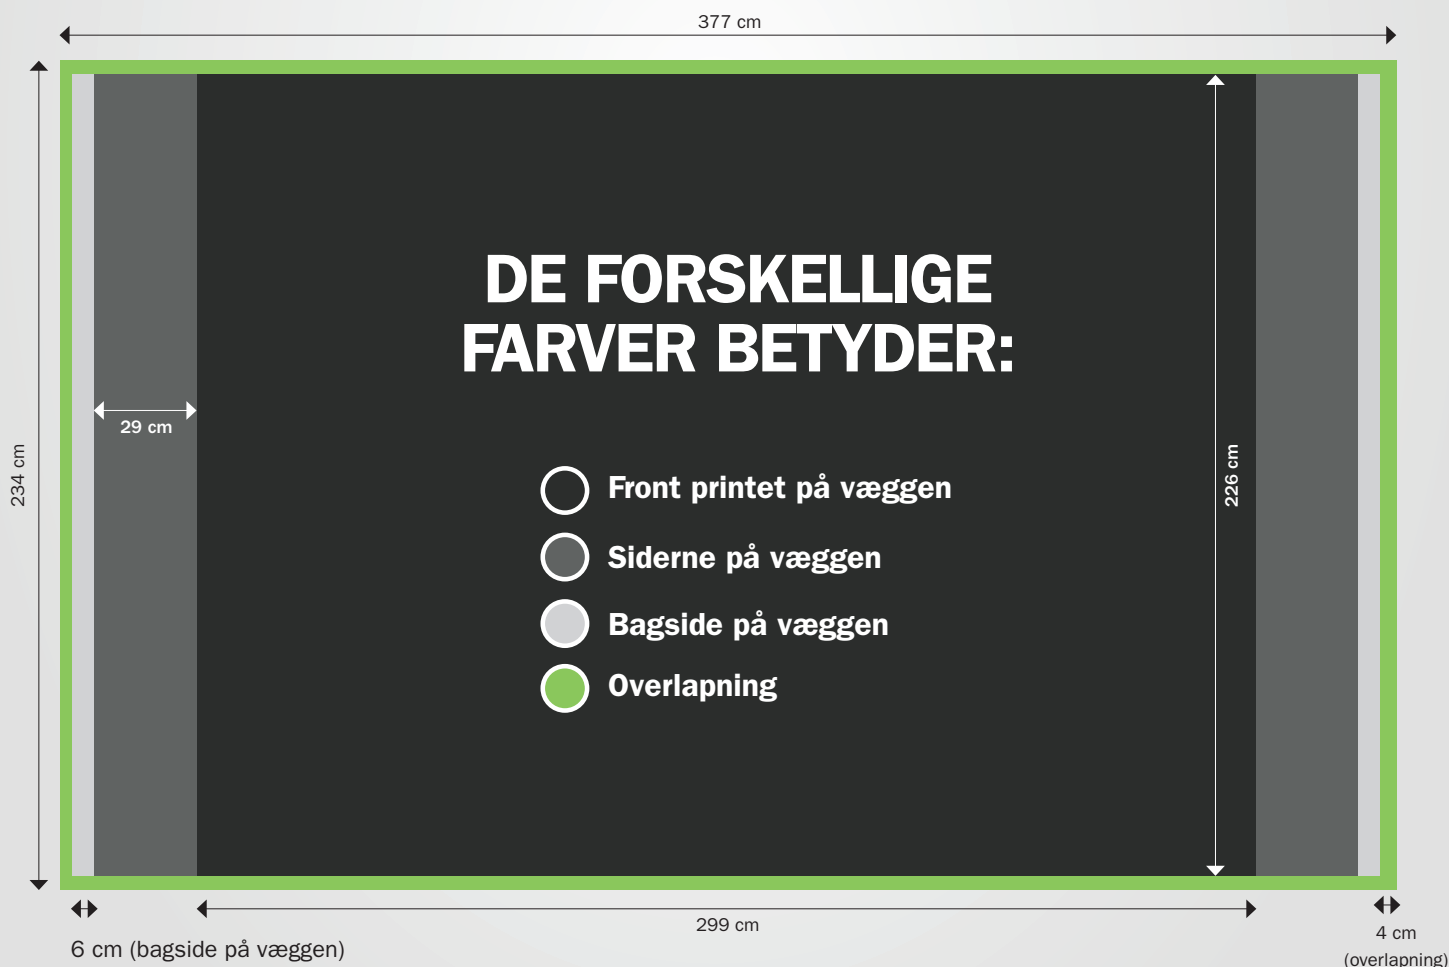 377 cm
DE FORSKELLIGE
FARVER BETYDER:
29 cm
234 cm
226 cm
Front printet på væggen
Siderne på væggen
Bagside på væggen
Overlapning
299 cm
6 cm (bagside på væggen)
4 cm
(overlapning)